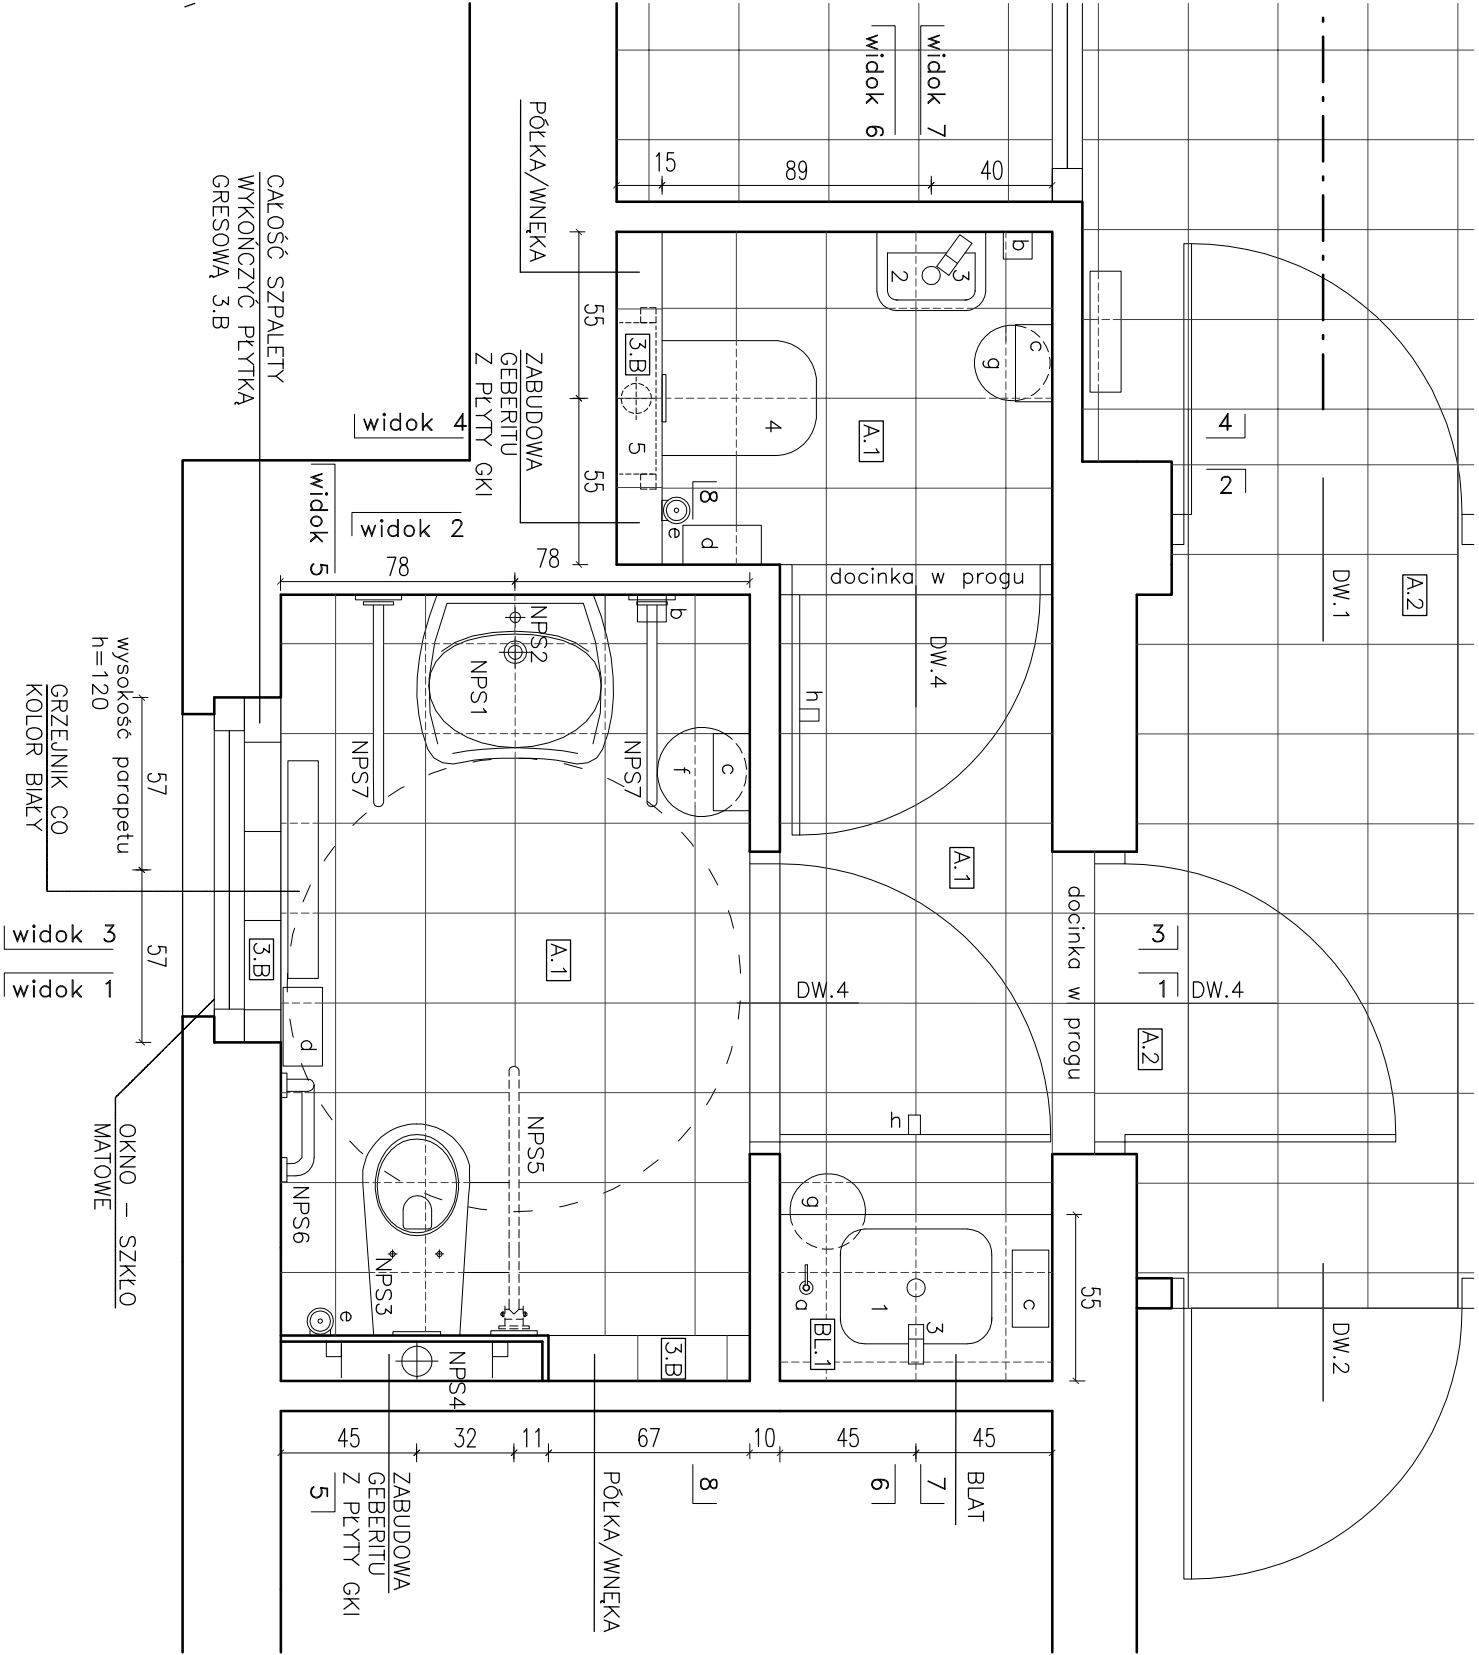 widok 7
widok 6
15
89
40
PÓŁKA/WNĘKA
CAŁOŚĆ SZPALETY
WYKOŃCZYĆ PŁYTKĄ
GRESOWĄ 3.B
b
2
3
55
3.B
c
g
ZABUDOWA
GEBERITU
Z PŁYTY GKI
widok 4
4
5
A.1
4
2
55
widok 5
widok 2
8
e
d
78
78
docinka w progu
DW.1
A.2
NPS2
b
NPS1
DW.4
h
wysokość parapetu
h=120
GRZEJNIK CO
KOLOR BIAŁY
57
57
NPS7
NPS7
c
f
A.1
docinka w progu
widok 3
widok 1
3.B
A.1
DW.4
3
1
DW.4
A.2
d
OKNO – SZKŁO
MATOWE
NPS5
h
NPS6
g
NPS3
e
a
1
3
c
55
BL.1
DW.2
NPS4
3.B
45
32
11
67
10
45
45
5
ZABUDOWA
GEBERITU
Z PŁYTY GKI
PÓŁKA/WNĘKA
8
6
7
BLAT